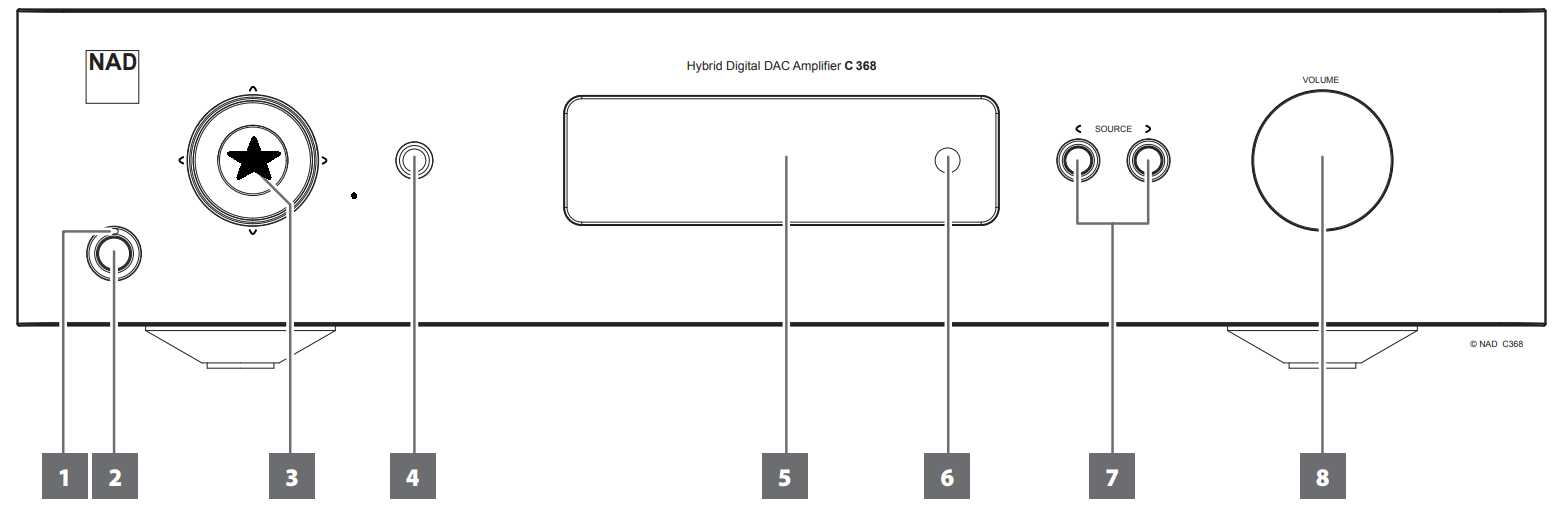 NAD
Hybrid Digital DAC Amplifier C 368
VOLUME
SOURCE
© NAD C368
1 2 3 4 5 6 7 8